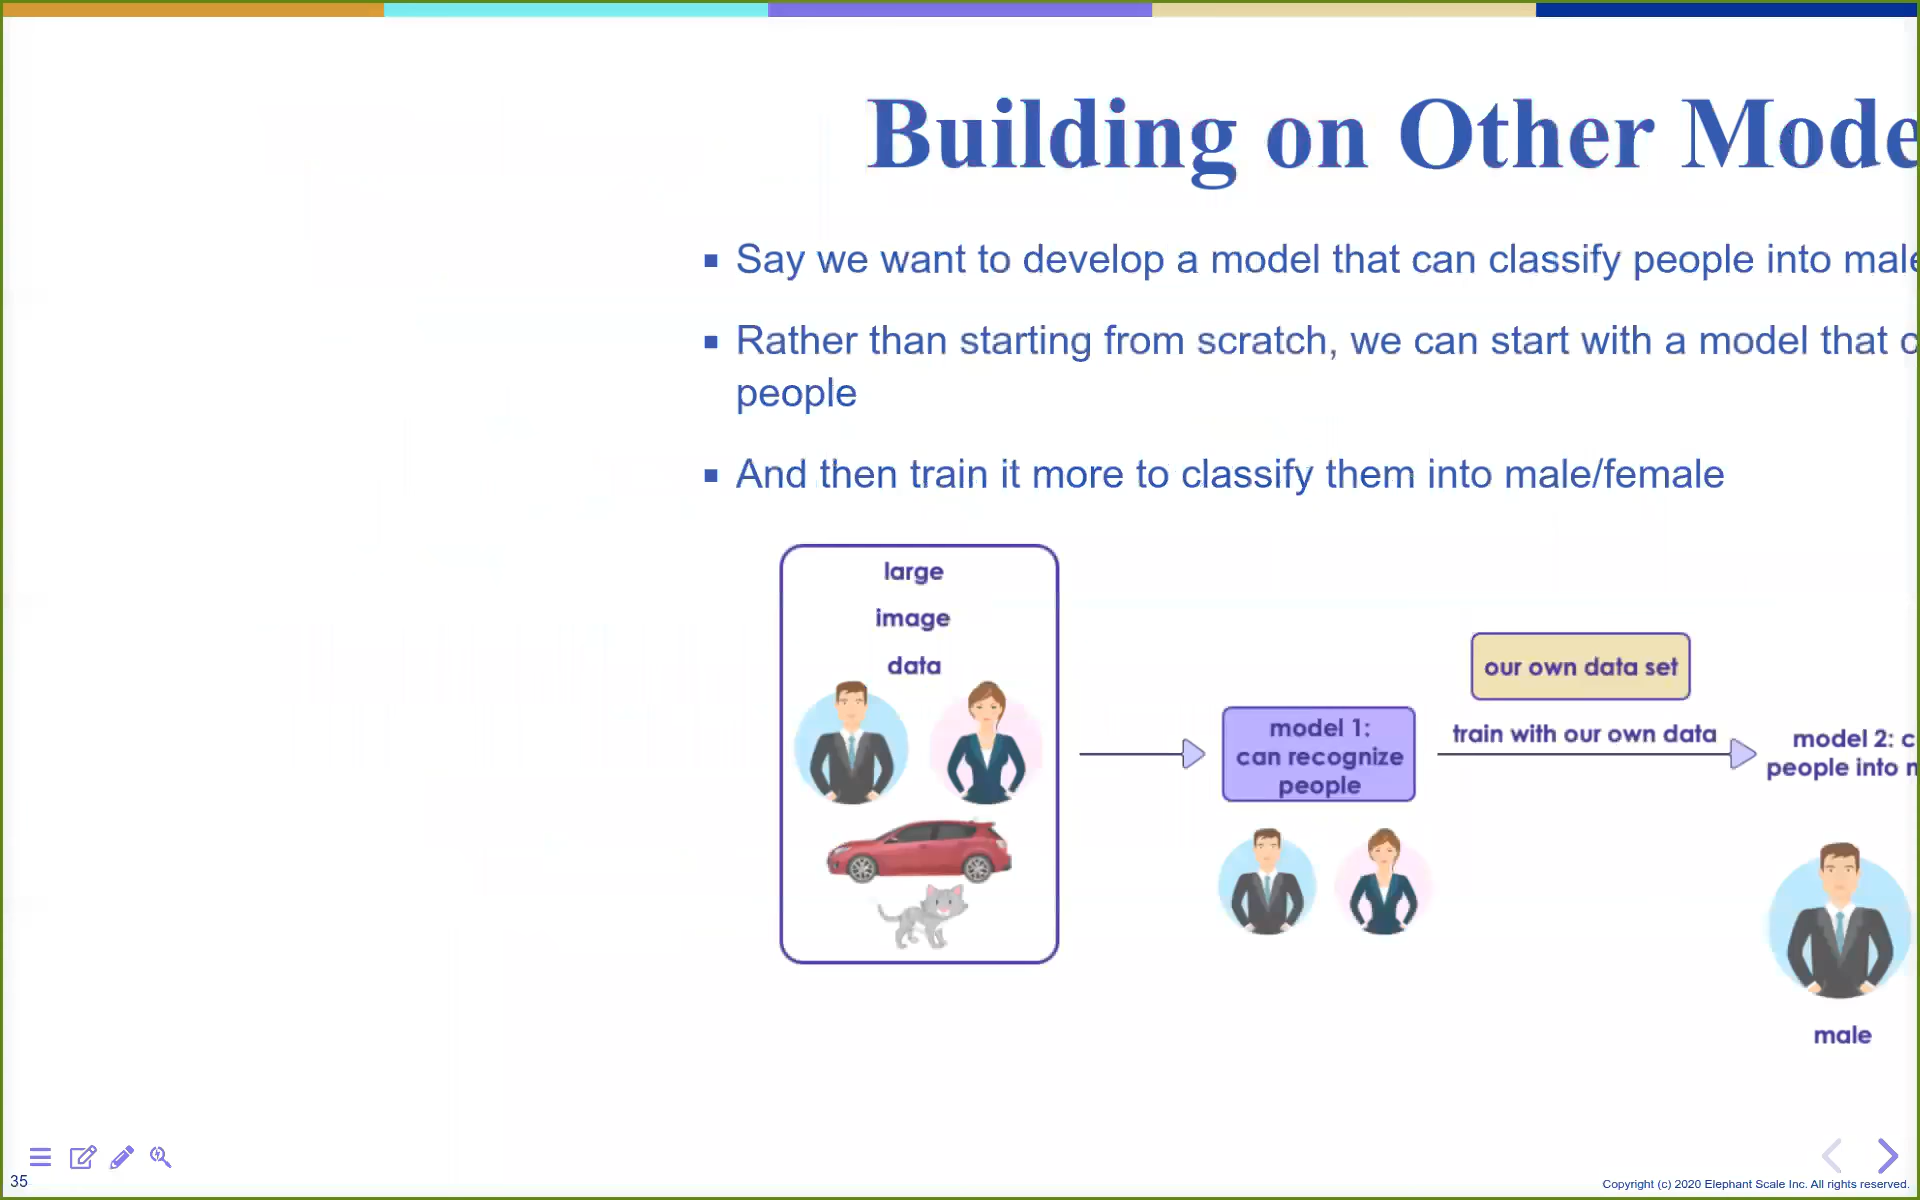 Building on Other Mode
Say we want to develop a model that can classify people into male
Rather than starting from scratch, we can start with a model that c
people
And then train it more to classify them into male/female
large
image
data
our own data set
model 1:
can recognize
people
train with our own data
model 2: c
people into
male
35
Copyright (c) 2020 Elephant Scale Inc. All rights reserved.